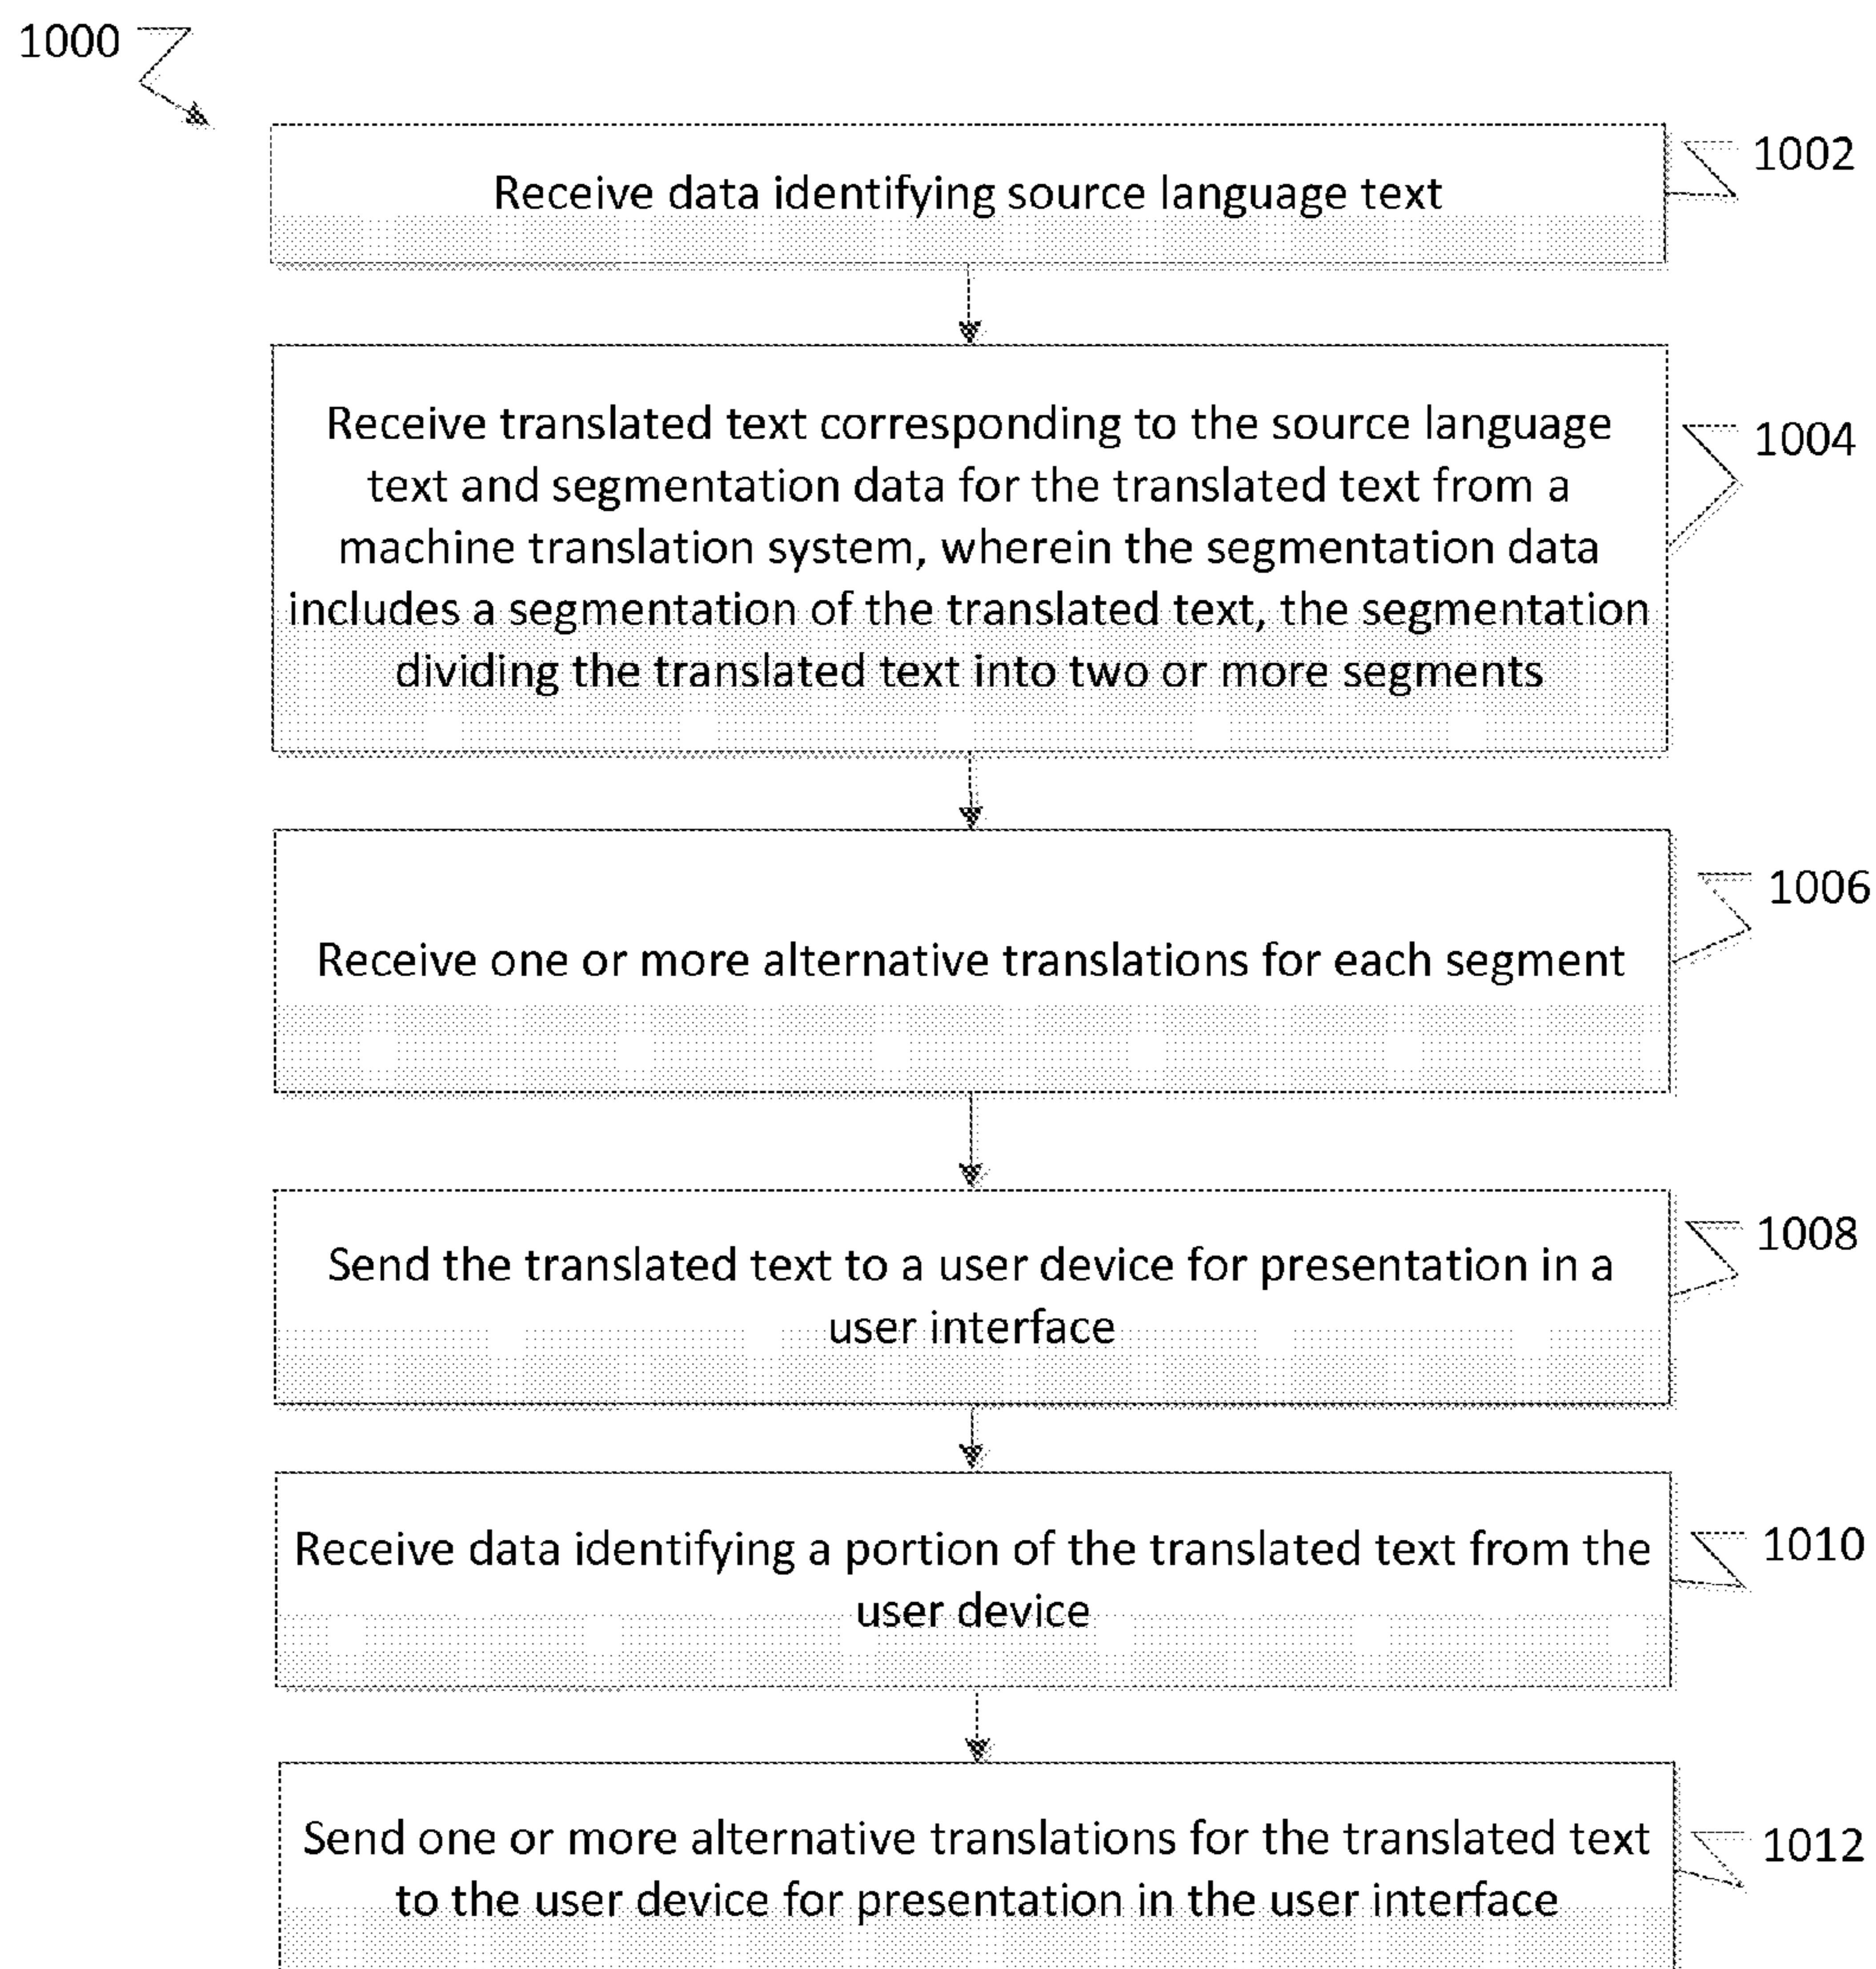 1000
Receive data identifying source language text
1002
Receive translated text corresponding to the source language
text and segmentation data for the translated text from a
machine translation system, wherein the segmentation data
includes a segmentation of the translated text, the segmentation
dividing the translated text into two or more segments
1004
Receive one or more alternative translations for each segment
1006
Send the translated text to a user device for presentation in a
user interface
1008
Receive data identifying a portion of the translated text from the
user device
1010
Send one or more alternative translations for the translated text
to the user device for presentation in the user interface
1012